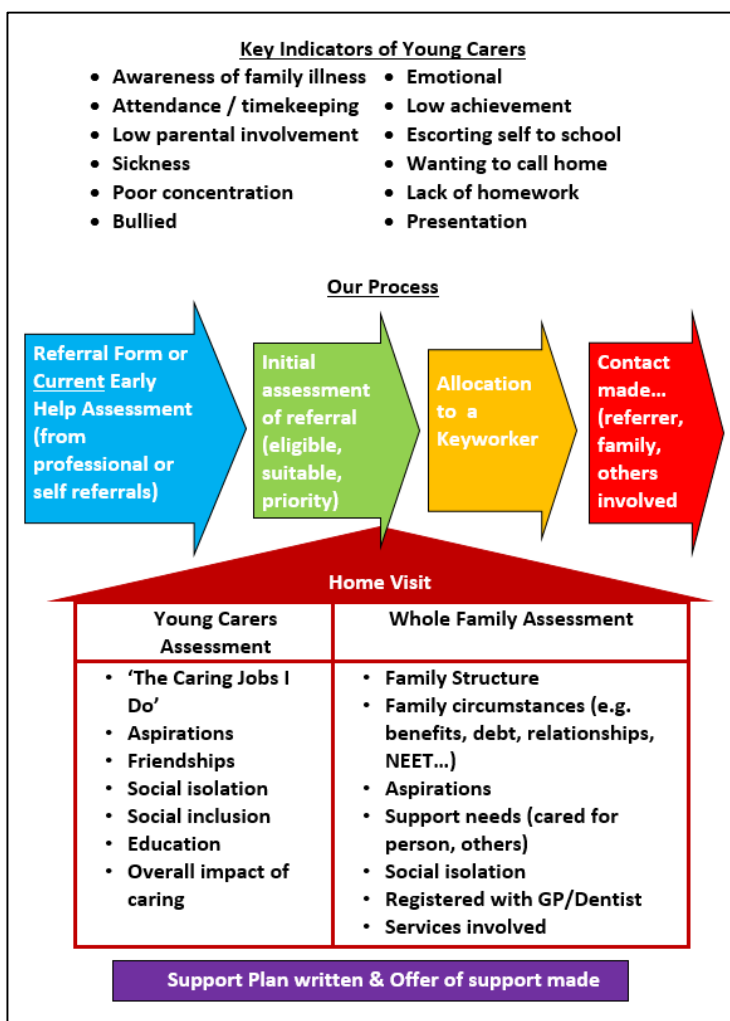 Key Indicators of Young Carers
• Awareness of family illness
• Attendance / timekeeping
• Low parental involvement
• Sickness
• Poor concentration
• Bullied
• Emotional
• Low achievement
• Escorting self to school
• Wanting to call home
• Lack of homework
• Presentation
Our Process
Referral Form or
Current Early
Help Assessment
(from
professional or
self referrals)
Initial
assessment
of referral
(eligible,
suitable,
priority)
Allocation
to a
Keyworker
Contact
made…
(referrer,
family,
others
involved
Home Visit
Young Carers
Assessment
• ‘The Caring Jobs I
Do’
• Aspirations
• Friendships
• Social isolation
• Social inclusion
• Education
• Overall impact of
caring
Whole Family Assessment
• Family Structure
• Family circumstances (e.g.
benefits, debt, relationships,
NEET…)
• Aspirations
• Support needs (cared for
person, others)
• Social isolation
• Registered with GP/Dentist
• Services involved
Support Plan written & Offer of support made